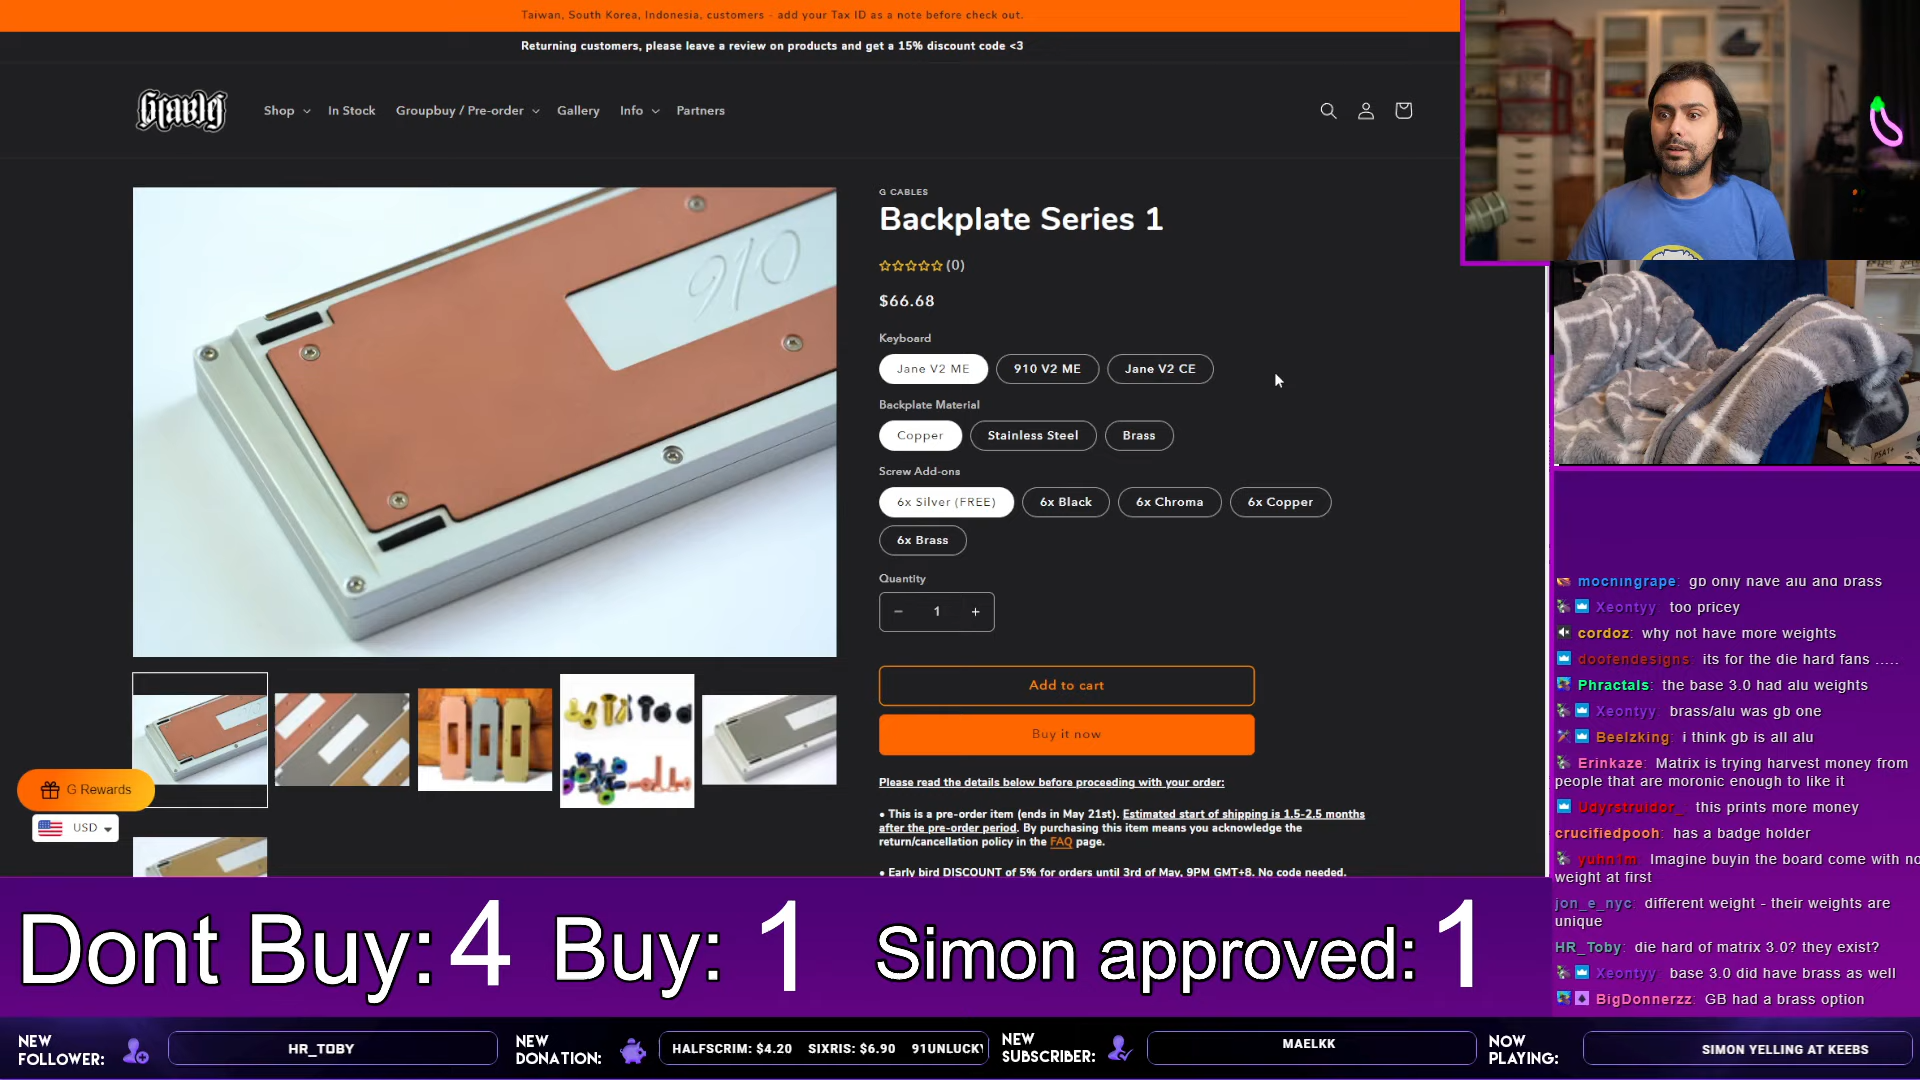 Taiwan, South Korea, Indonesia, customers - add your Tax ID as a note before check out.
Returning customers, please leave a review on products and get a 15% discount code <3
Shop
In Stock
Groupbuy / Pre-order
Gallery
Info
Partners
G CABLES
Backplate Series 1
(0)
$66.68
Keyboard
Jane V2 ME
910 V2 ME
Jane V2 CE
Backplate Material
Copper
Stainless Steel
Brass
Screw Add-ons
6x Silver (FREE)
6x Black
6x Chroma
6x Copper
6x Brass
Quantity
− 1 +
Add to cart
Buy it now
Please read the details below before proceeding with your order:
• This is a pre-order item (ends in May 21st). Estimated start of shipping is 1.5-2.5 months
after the pre-order period. By purchasing this item means you acknowledge the
return/cancellation policy in the FAQ page.
• Early bird DISCOUNT of 5% for orders until 3rd of May, 9PM GMT+8. No code needed.
910
G Rewards
USD
mochningrape: gb only have alu and brass
Xeontyy: too pricey
cordoz: why not have more weights
doofendesigns: its for the die hard fans .....
Phractals: the base 3.0 had alu weights
Xeontyy: brass/alu was gb one
Beelzking: i think gb is all alu
Erinkaze: Matrix is trying harvest money from
people that are moronic enough to like it
Udyrstruidor_: this prints more money
crucifiedpooh: has a badge holder
yuhn1m: Imagine buyin the board come with no
weight at first
jon_e_nyc: different weight - their weights are
unique
HR_Toby: die hard of matrix 3.0? they exist?
Xeontyy: base 3.0 did have brass as well
BigDonnerzz: GB had a brass option
Dont Buy: 4 Buy: 1 Simon approved: 1
NEW
FOLLOWER:
HR_TOBY
NEW
DONATION:
HALFSCRIM: $4.20 SIXRIS: $6.90 91UNLUCKY
NEW
SUBSCRIBER:
MAELKK
NOW
PLAYING:
SIMON YELLING AT KEEBS